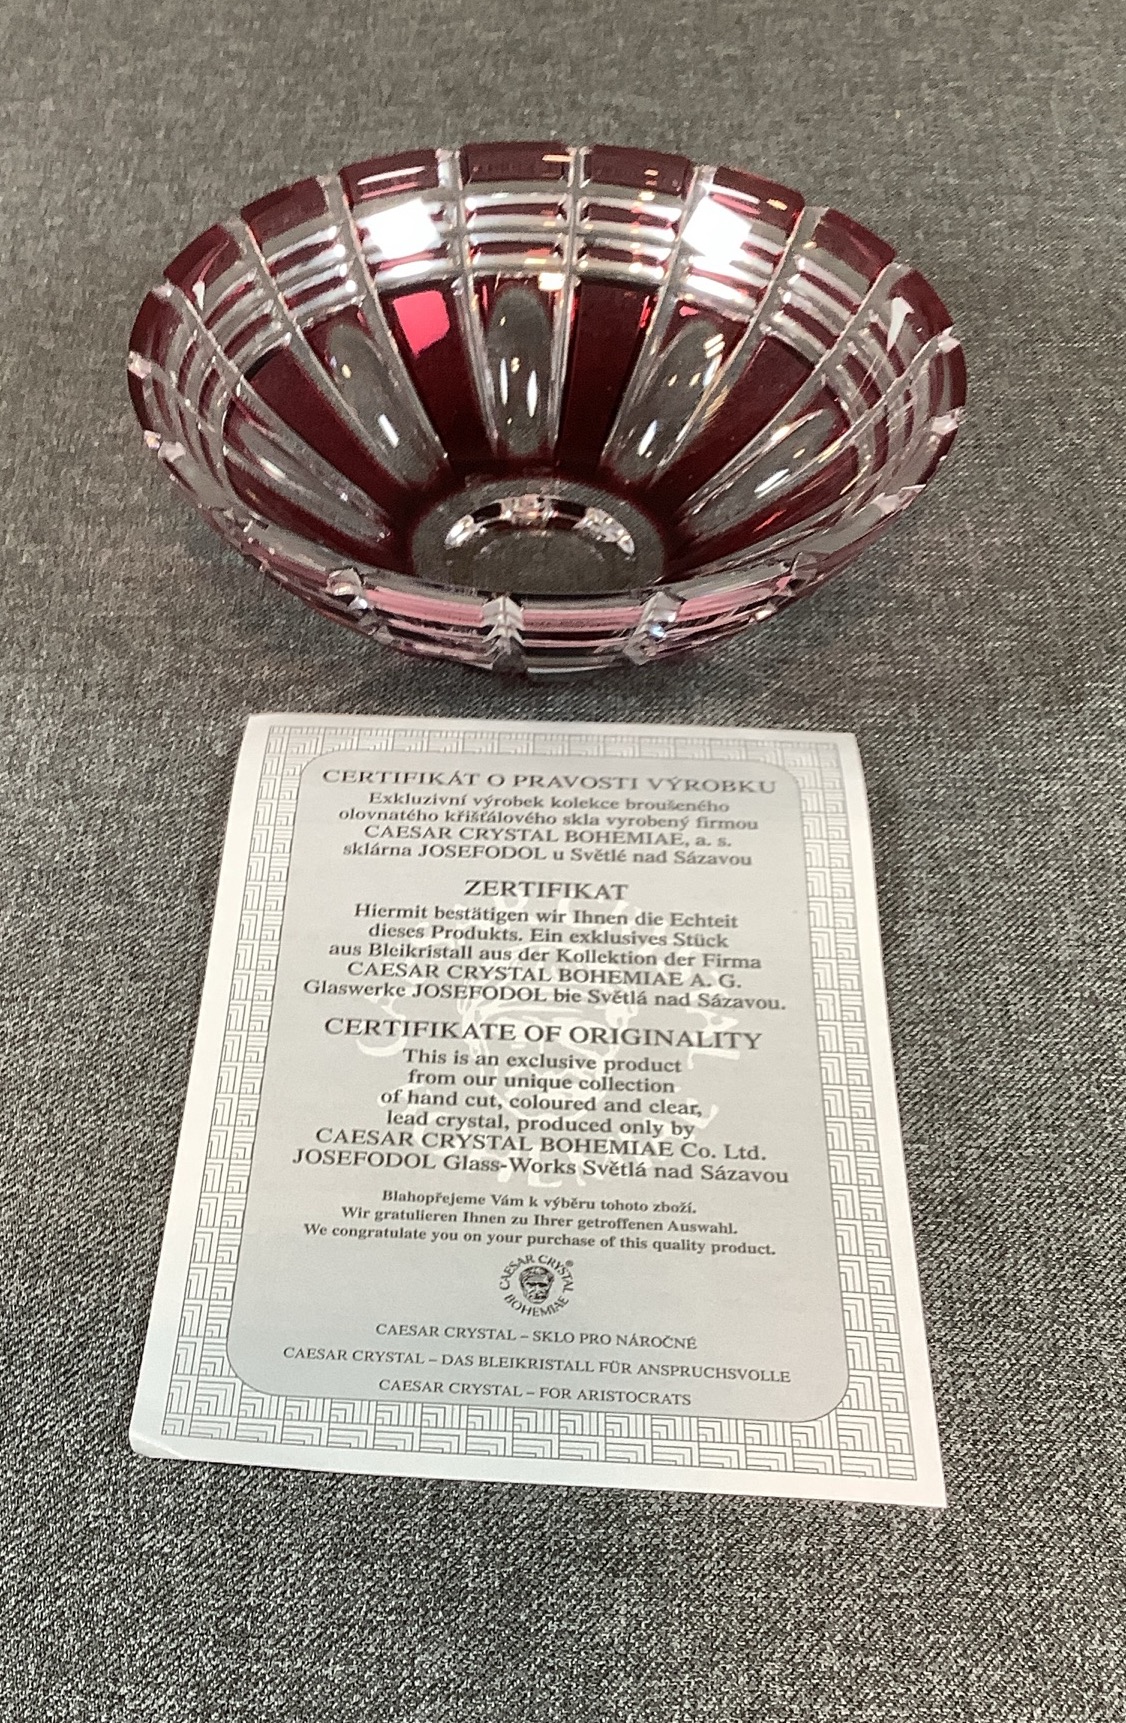 CERTIFIKÁT O PRAVOSTI VÝROBKU
Exkluzivní výrobek kolekce broušeného
olovnatého křišťálového skla vyrobený firmou
CAESAR CRYSTAL BOHEMIAE, a. s.
sklárna JOSEFODOL u Světlé nad Sázavou
ZERTIFIKAT
Hiermit bestätigen wir Ihnen die Echteit
dieses Produkts. Ein exklusives Stück
aus Bleikristall aus der Kollektion der Firma
CAESAR CRYSTAL BOHEMIAE A. G.
Glaswerke JOSEFODOL bie Světlá nad Sázavou.
CERTIFIKATE OF ORIGINALITY
This is an exclusive product
from our unique collection
of hand cut, coloured and clear,
lead crystal, produced only by
CAESAR CRYSTAL BOHEMIAE Co. Ltd.
JOSEFODOL Glass-Works Světlá nad Sázavou
Blahopřejeme Vám k výběru tohoto zboží.
Wir gratulieren Ihnen zu Ihrer getroffenen Auswahl.
We congratulate you on your purchase of this quality product.
CAESAR CRYSTAL ®
BOHEMIAE
CAESAR CRYSTAL – SKLO PRO NÁROČNÉ
CAESAR CRYSTAL – DAS BLEIKRISTALL FÜR ANSPRUCHSVOLLE
CAESAR CRYSTAL – FOR ARISTOCRATS